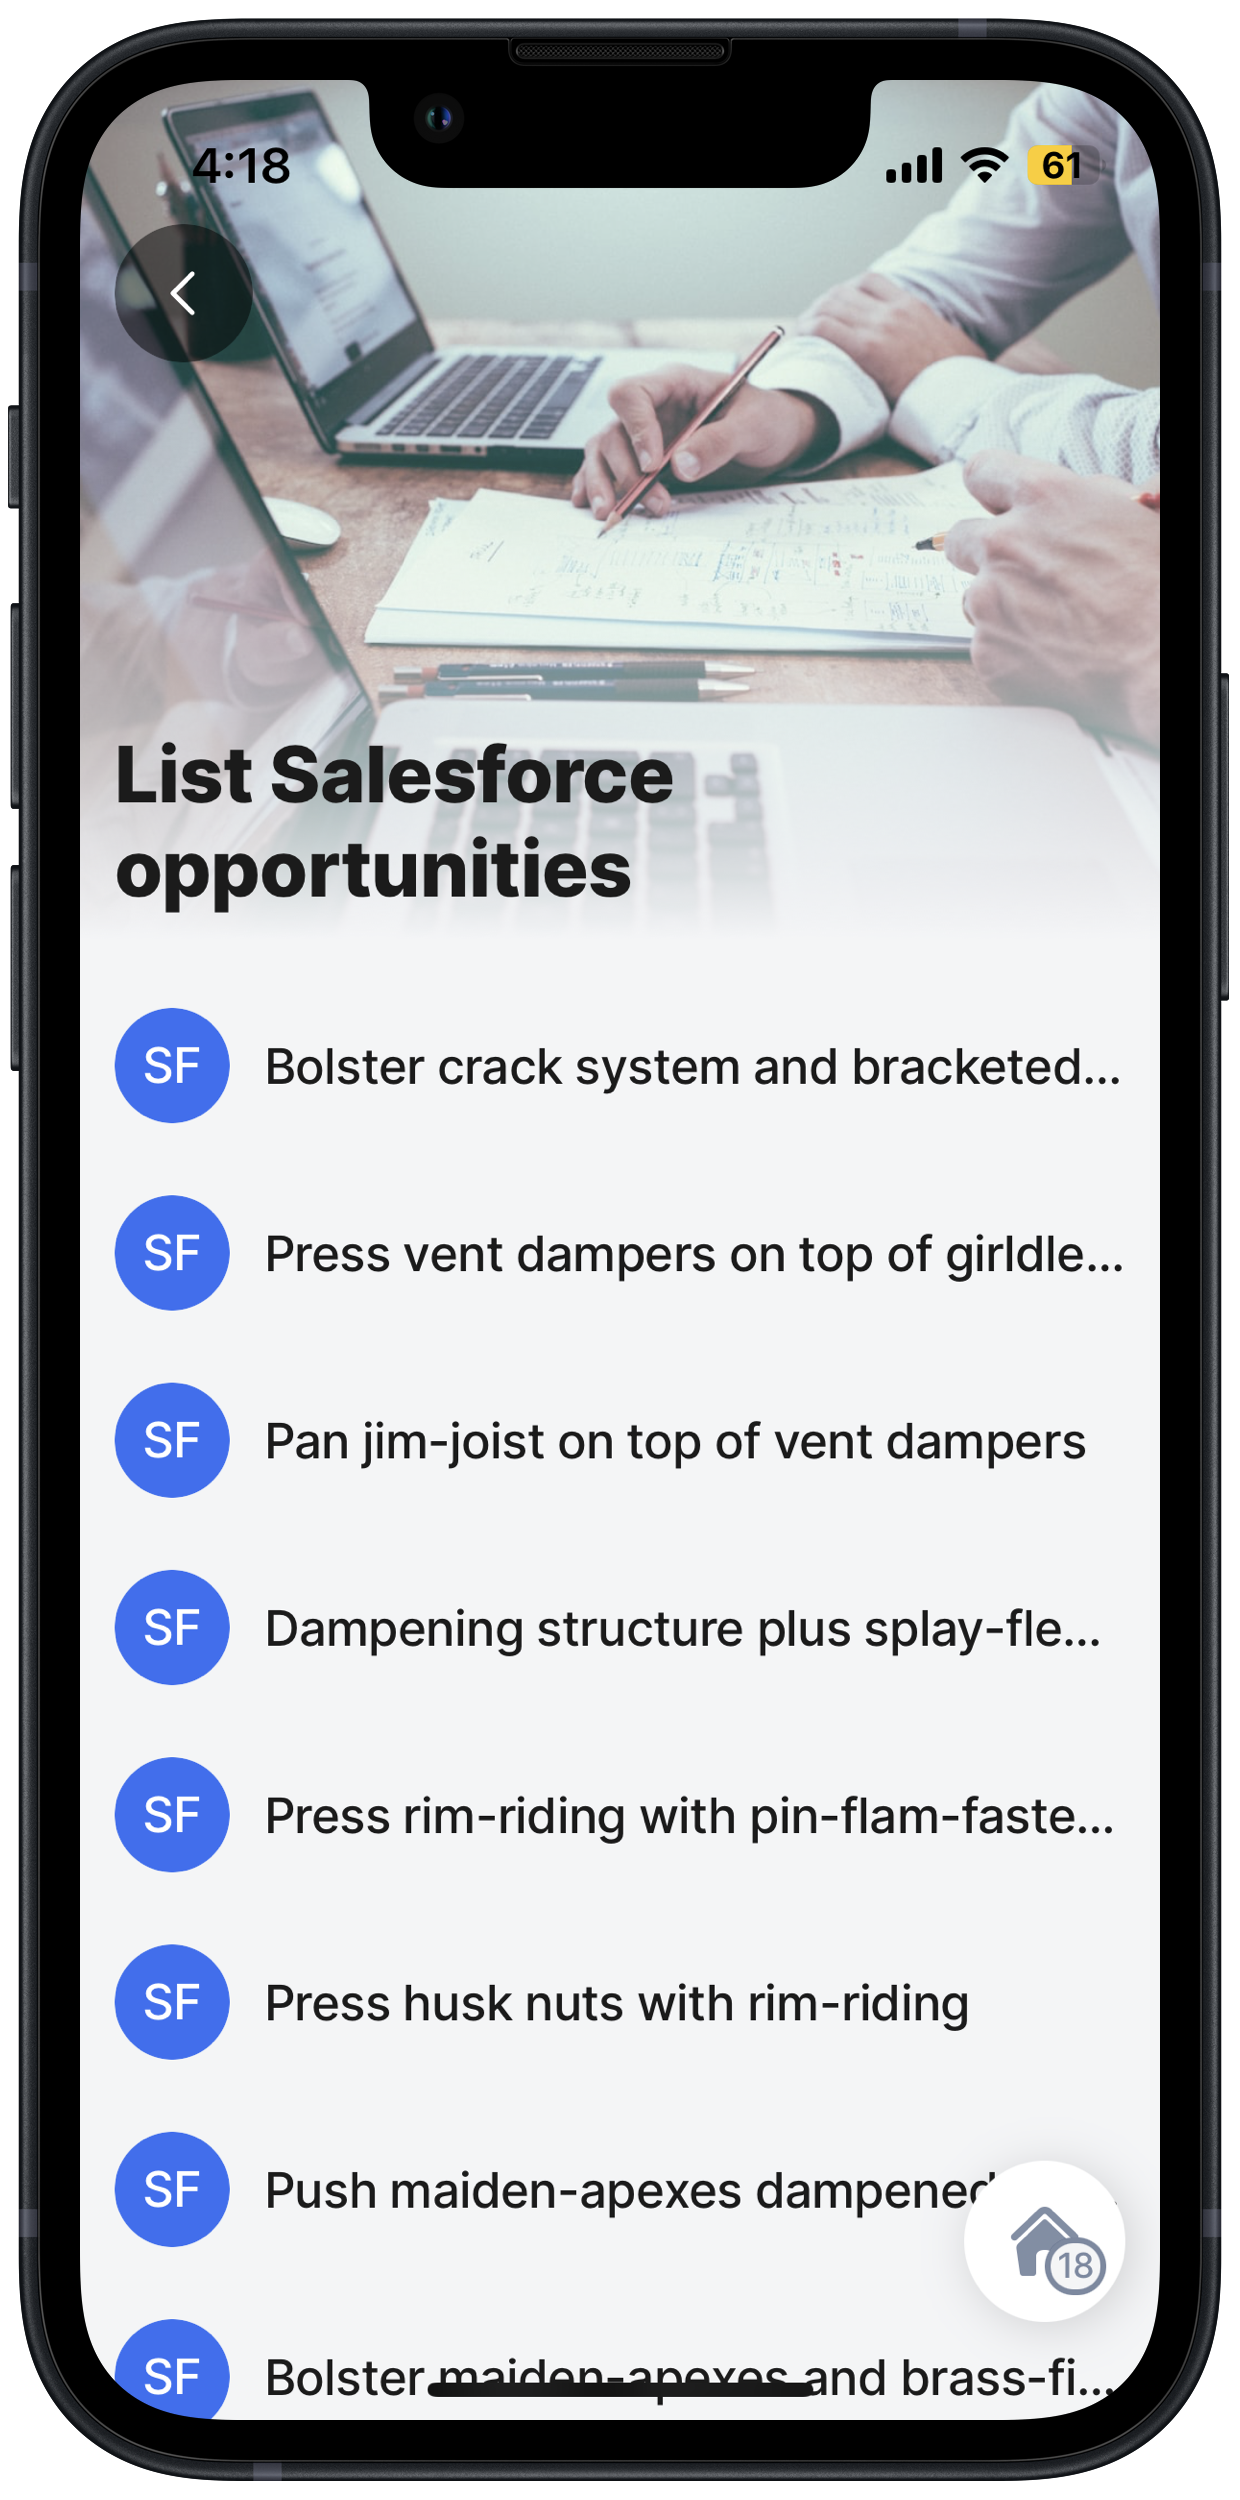 4:18
61
List Salesforce
opportunities
SF Bolster crack system and bracketed...
SF Press vent dampers on top of girldle...
SF Pan jim-joist on top of vent dampers
SF Dampening structure plus splay-fle...
SF Press rim-riding with pin-flam-faste...
SF Press husk nuts with rim-riding
SF Push maiden-apexes dampened
18
SF Bolster maiden-apexes and brass-fi...